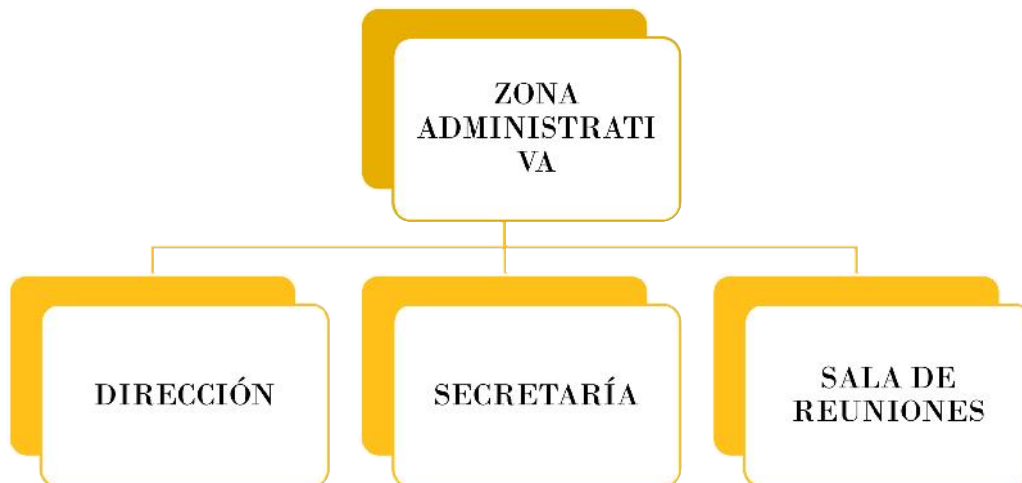 ZONA
ADMINISTRATI
VA
DIRECCIÓN
SECRETARÍA
SALA DE
REUNIONES